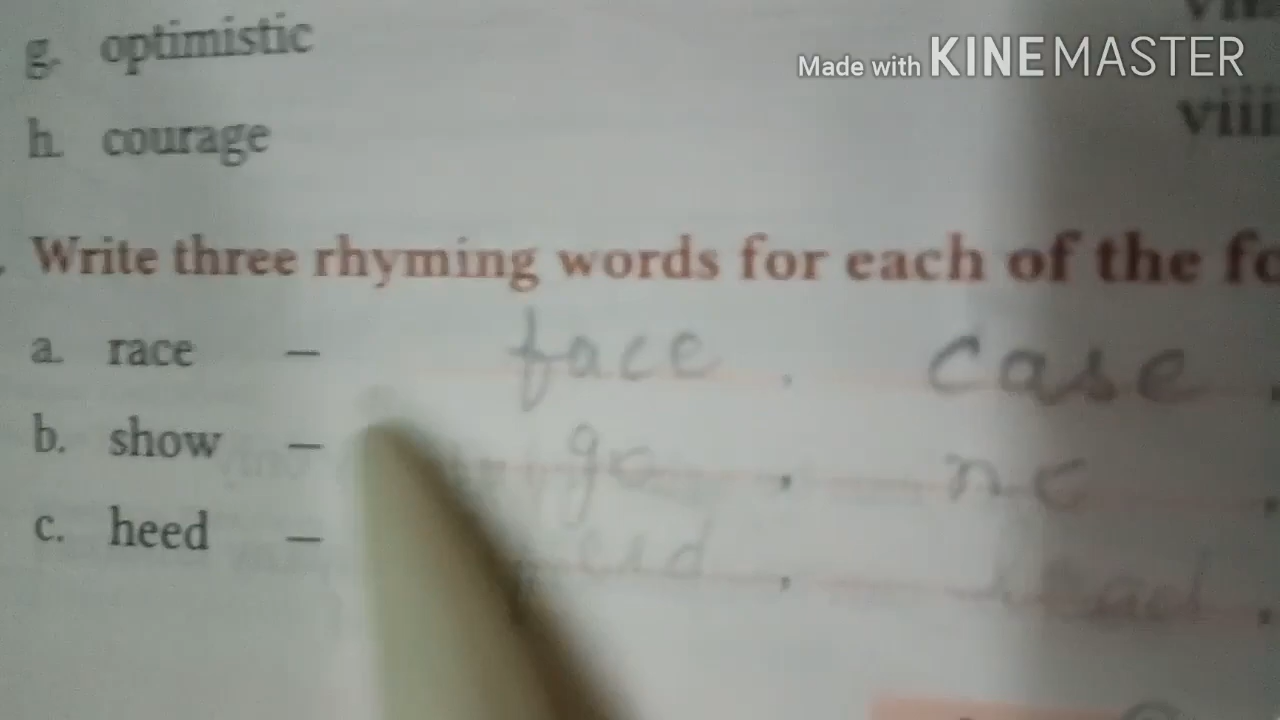 g. optimistic
Made with KINEMASTER
h. courage
viii
Write three rhyming words for each of the
a. race – face, case,
b. show – go, no,
c. heed –